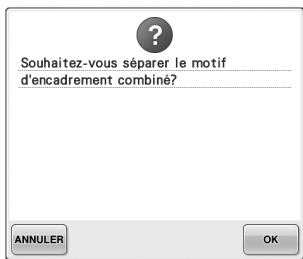 ?
Souhaitez-vous séparer le motif
d'encadrement combiné?
ANNULER
OK